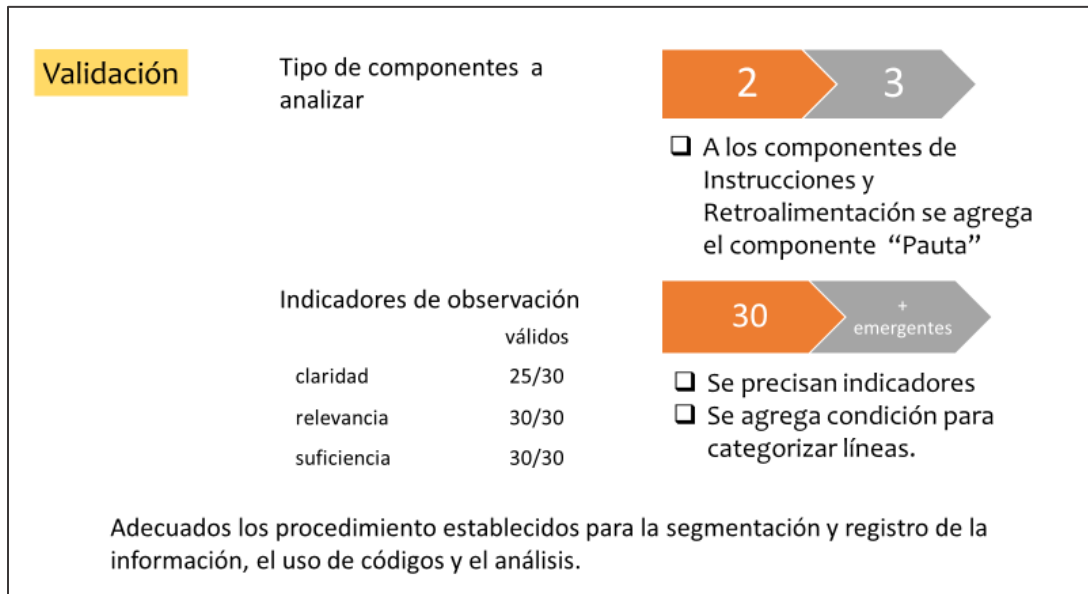 Validación
Tipo de componentes a
analizar
2
3
❑ A los componentes de
Instrucciones y
Retroalimentación se agrega
el componente “Pauta”
Indicadores de observación
válidos
claridad 25/30
relevancia 30/30
suficiencia 30/30
30
+
emergentes
❑ Se precisan indicadores
❑ Se agrega condición para
categorizar líneas.
Adecuados los procedimiento establecidos para la segmentación y registro de la
información, el uso de códigos y el análisis.